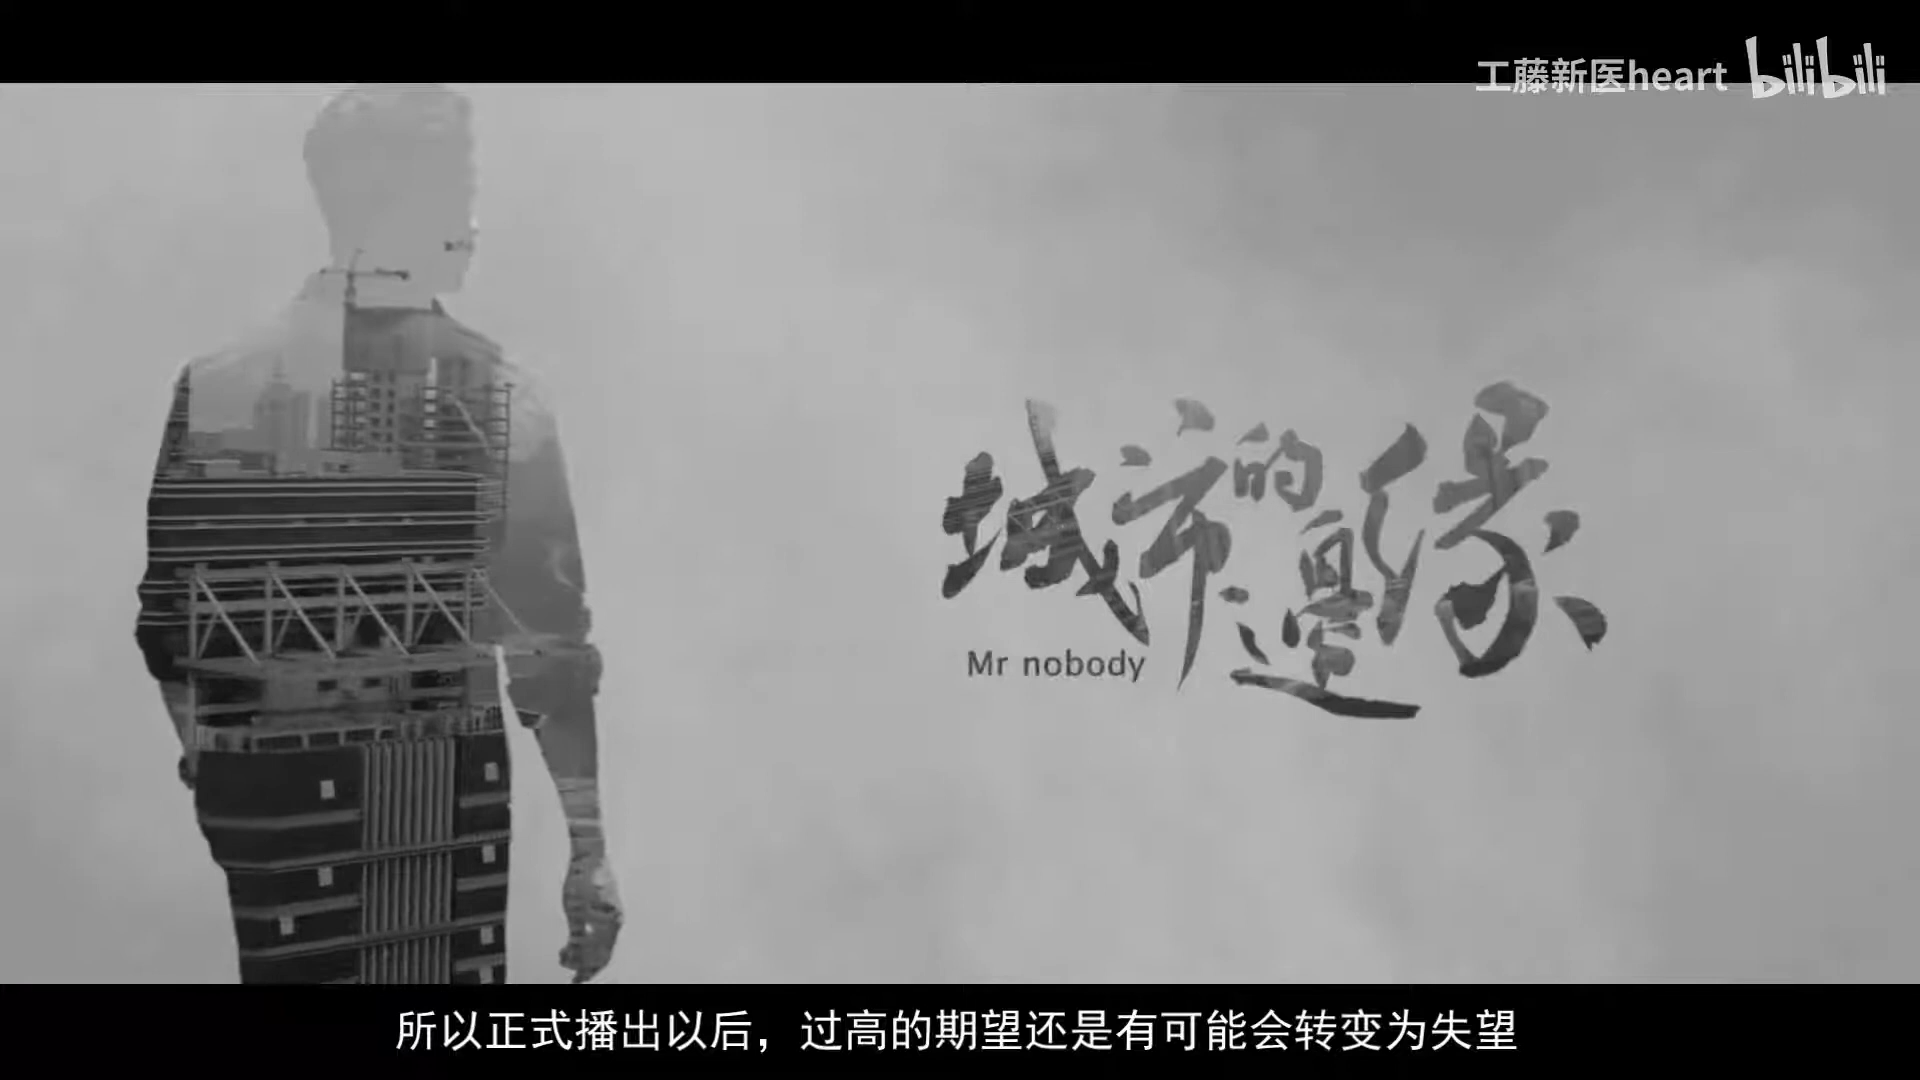 工藤新医heart bilibili
城市的邊缘
Mr nobody
所以正式播出以后，过高的期望还是有可能会转变为失望